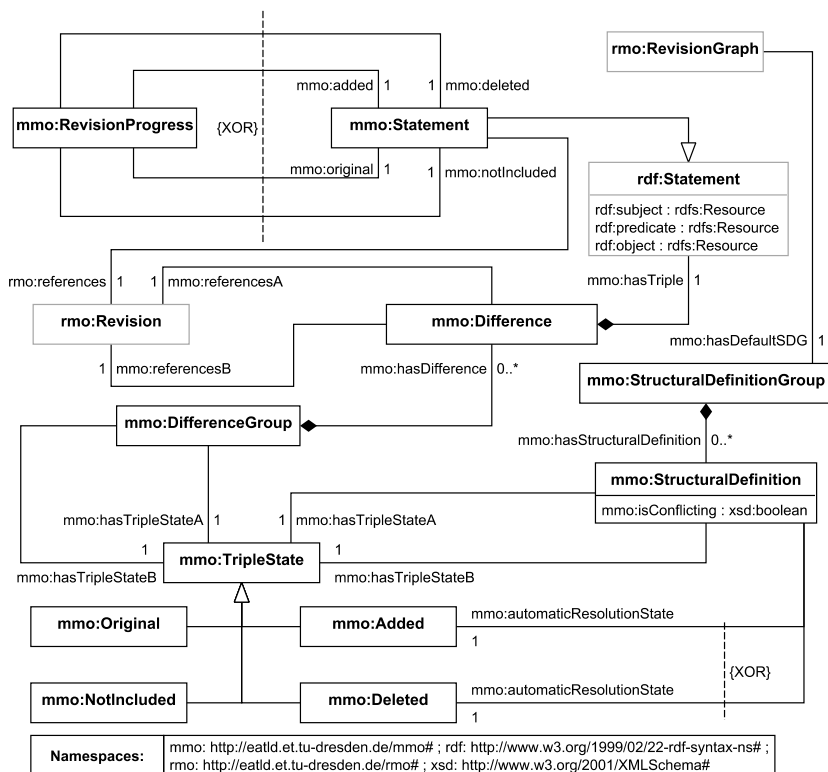 rmo:RevisionGraph
mmo:added 1
1 mmo:deleted
mmo:RevisionProgress
{XOR}
mmo:Statement
mmo:original 1
1 mmo:notIncluded
rdf:Statement
rdf:subject : rdfs:Resource
rdf:predicate : rdfs:Resource
rdf:object : rdfs:Resource
rmo:references 1
1 mmo:referencesA
mmo:hasTriple 1
rmo:Revision
mmo:Difference
mmo:hasDefaultSDG 1
1 mmo:referencesB
mmo:hasDifference 0..*
mmo:StructuralDefinitionGroup
mmo:DifferenceGroup
mmo:hasStructuralDefinition 0..*
mmo:StructuralDefinition
mmo:isConflicting : xsd:boolean
mmo:hasTripleStateA 1
1 mmo:hasTripleStateA
1
mmo:TripleState
1
mmo:hasTripleStateB
mmo:hasTripleStateB
mmo:Original
mmo:Added
mmo:automaticResolutionState
1
{XOR}
mmo:NotIncluded
mmo:Deleted
mmo:automaticResolutionState
1
Namespaces:
mmo: http://eatld.et.tu-dresden.de/mmo# ; rdf: http://www.w3.org/1999/02/22-rdf-syntax-ns# ;
rmo: http://eatld.et.tu-dresden.de/rmo# ; xsd: http://www.w3.org/2001/XMLSchema#